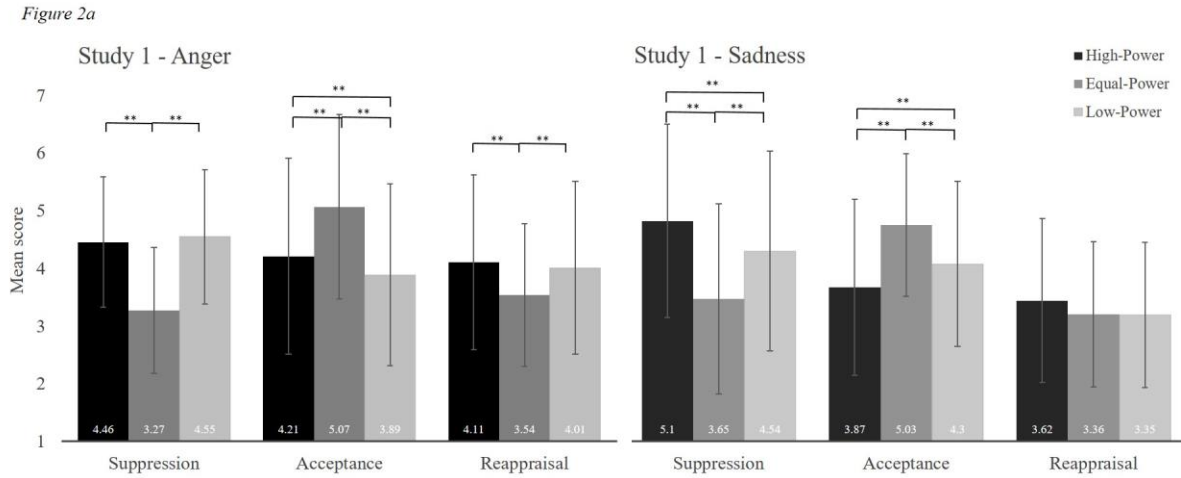 Figure 2a
Study 1 - Anger
Study 1 - Sadness
High-Power
Equal-Power
Low-Power
Mean score
7
6
5
4
3
2
1
** **
**
** **
** **
**
** **
**
** **
4.46 3.27 4.55 4.21 5.07 3.89 4.11 3.54 4.01 5.1 3.65 4.54 3.87 5.03 4.3 3.62 3.36 3.35
Suppression Acceptance Reappraisal Suppression Acceptance Reappraisal